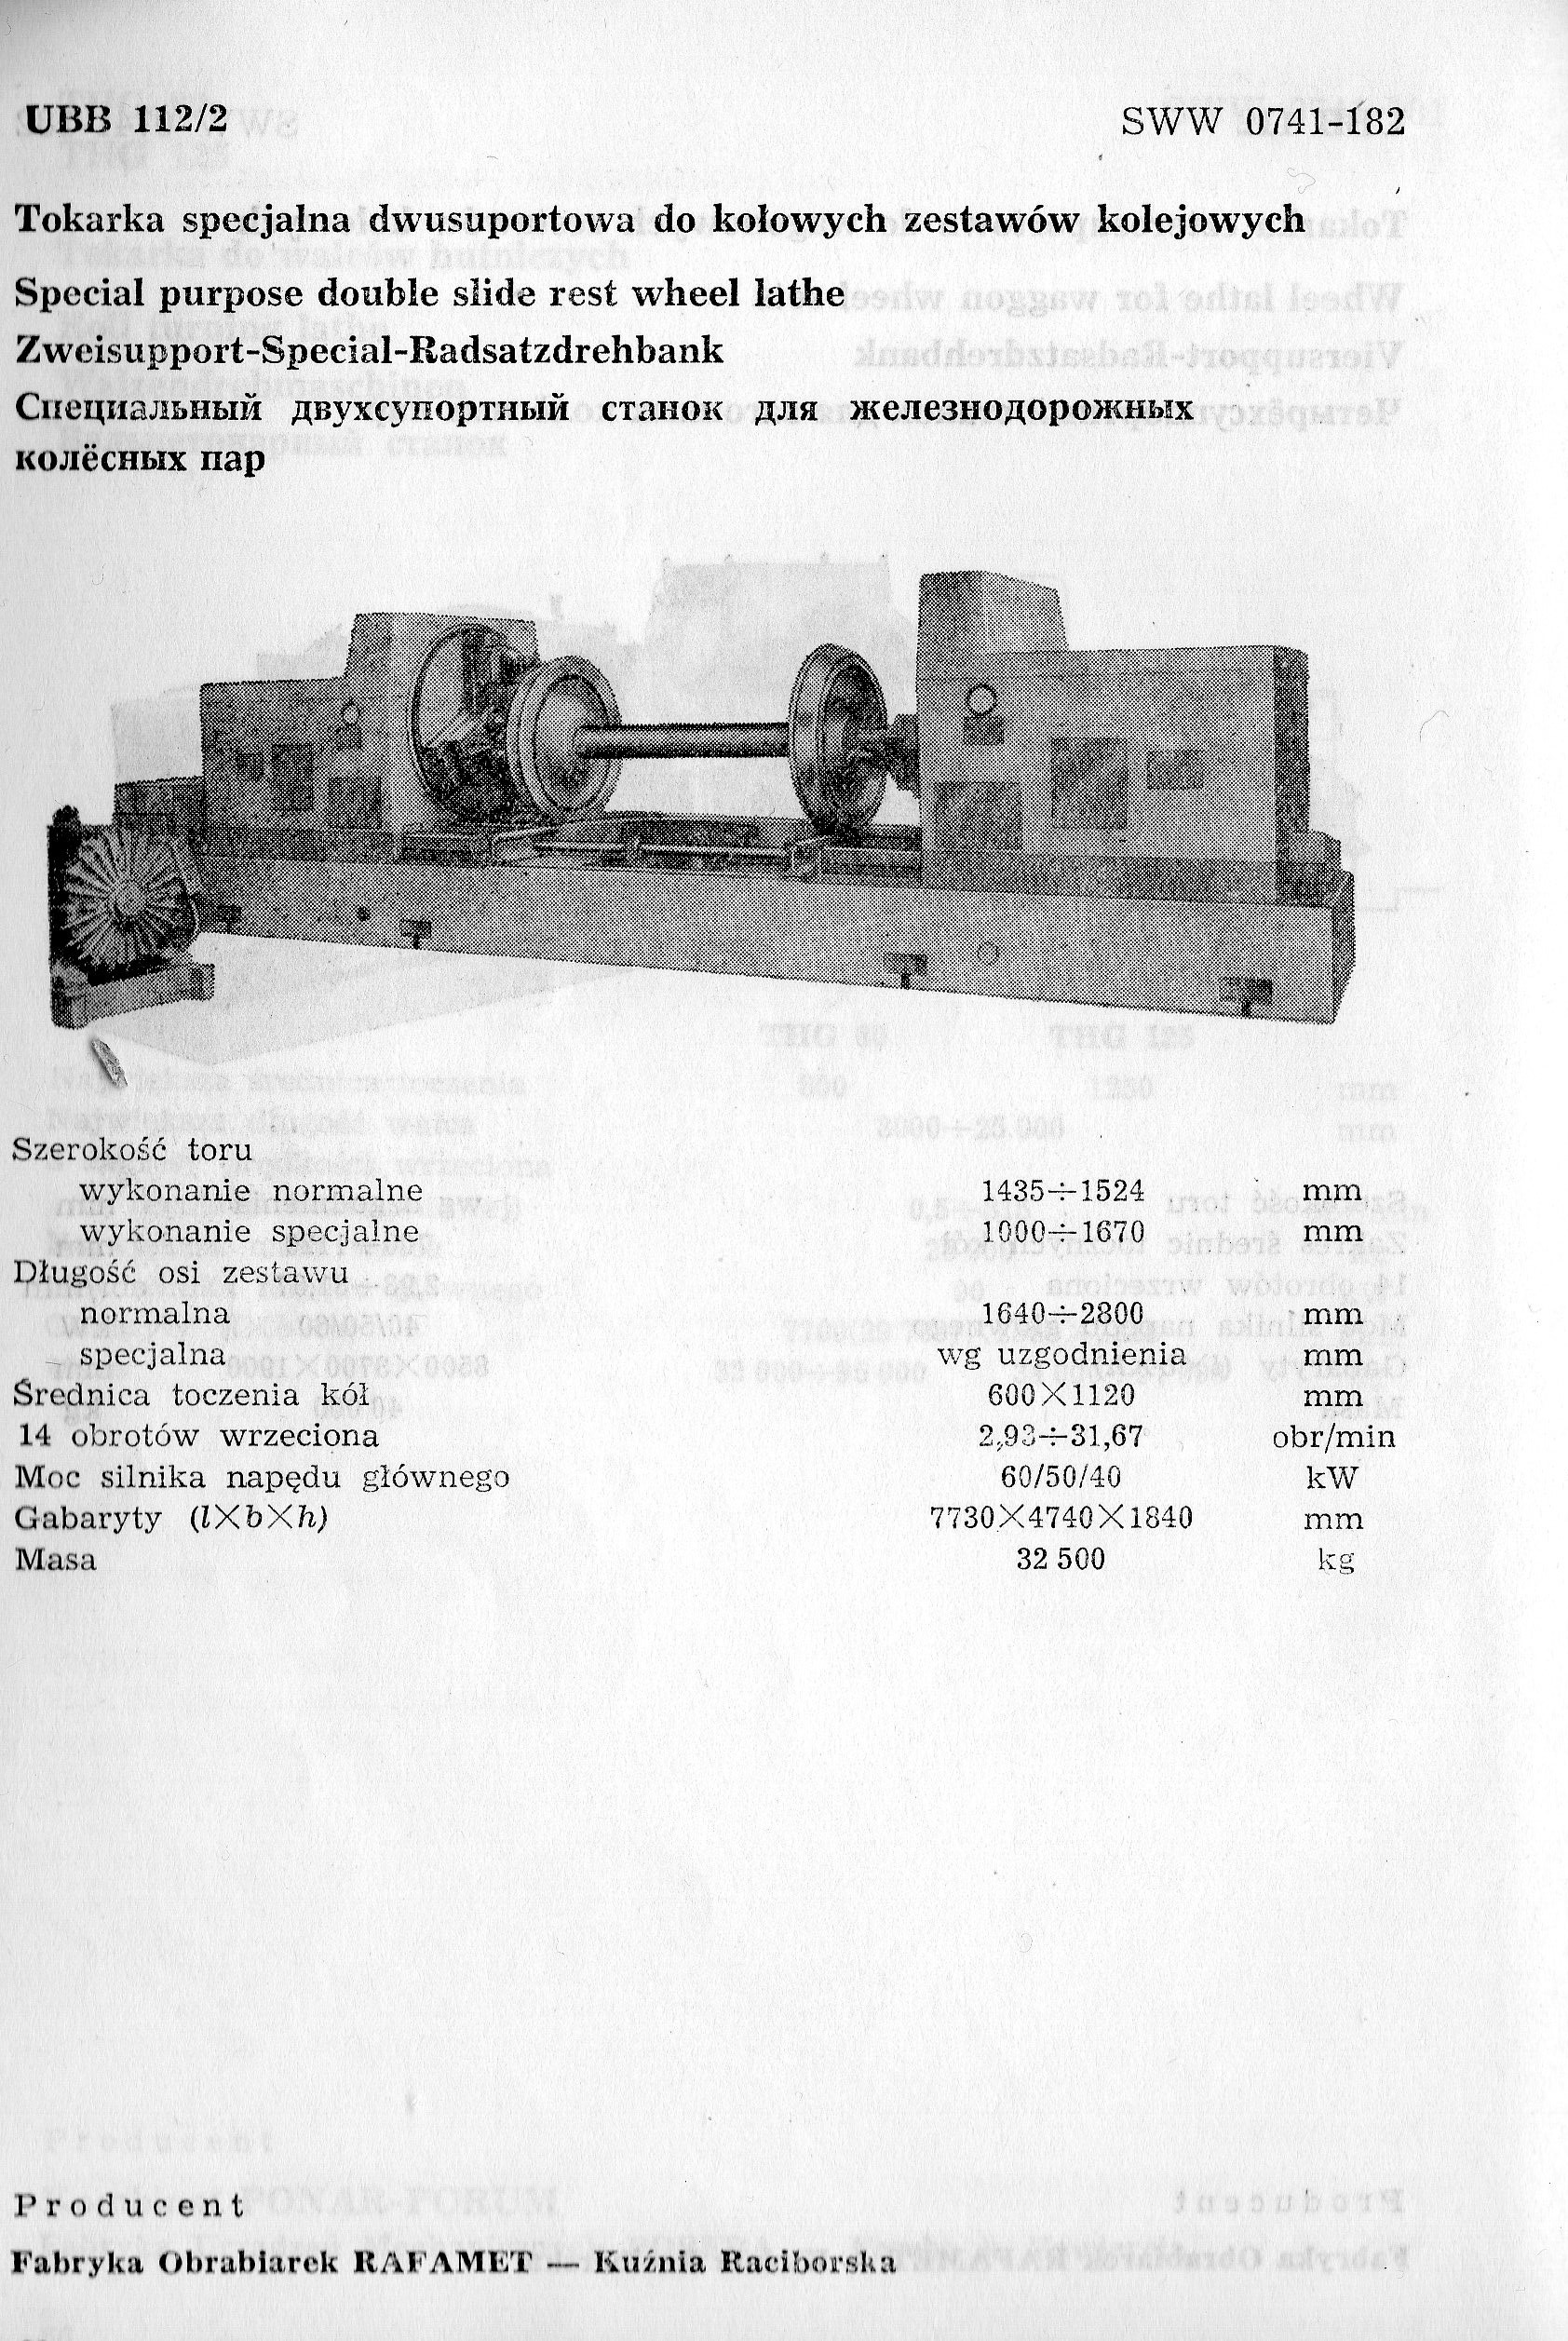 UBB 112/2 SWW 0741-182
Tokarka specjalna dwusuportowa do kołowych zestawów kolejowych
Special purpose double slide rest wheel lathe
Zweisupport-Special-Radsatzdrehbank
Специальный двухсупортный станок для железнодорожных
колёсных пар
Szerokość toru
wykonanie normalne 1435÷1524 mm
wykonanie specjalne 1000÷1670 mm
Długość osi zestawu
normalna 1640÷2800 mm
specjalna wg uzgodnienia mm
Średnica toczenia kół 600×1120 mm
14 obrotów wrzeciona 2,93÷31,67 obr/min
Moc silnika napędu głównego 60/50/40 kW
Gabaryty (l×b×h) 7730×4740×1840 mm
Masa 32 500 kg
Producent
Fabryka Obrabiarek RAFAMET — Kuźnia Raciborska